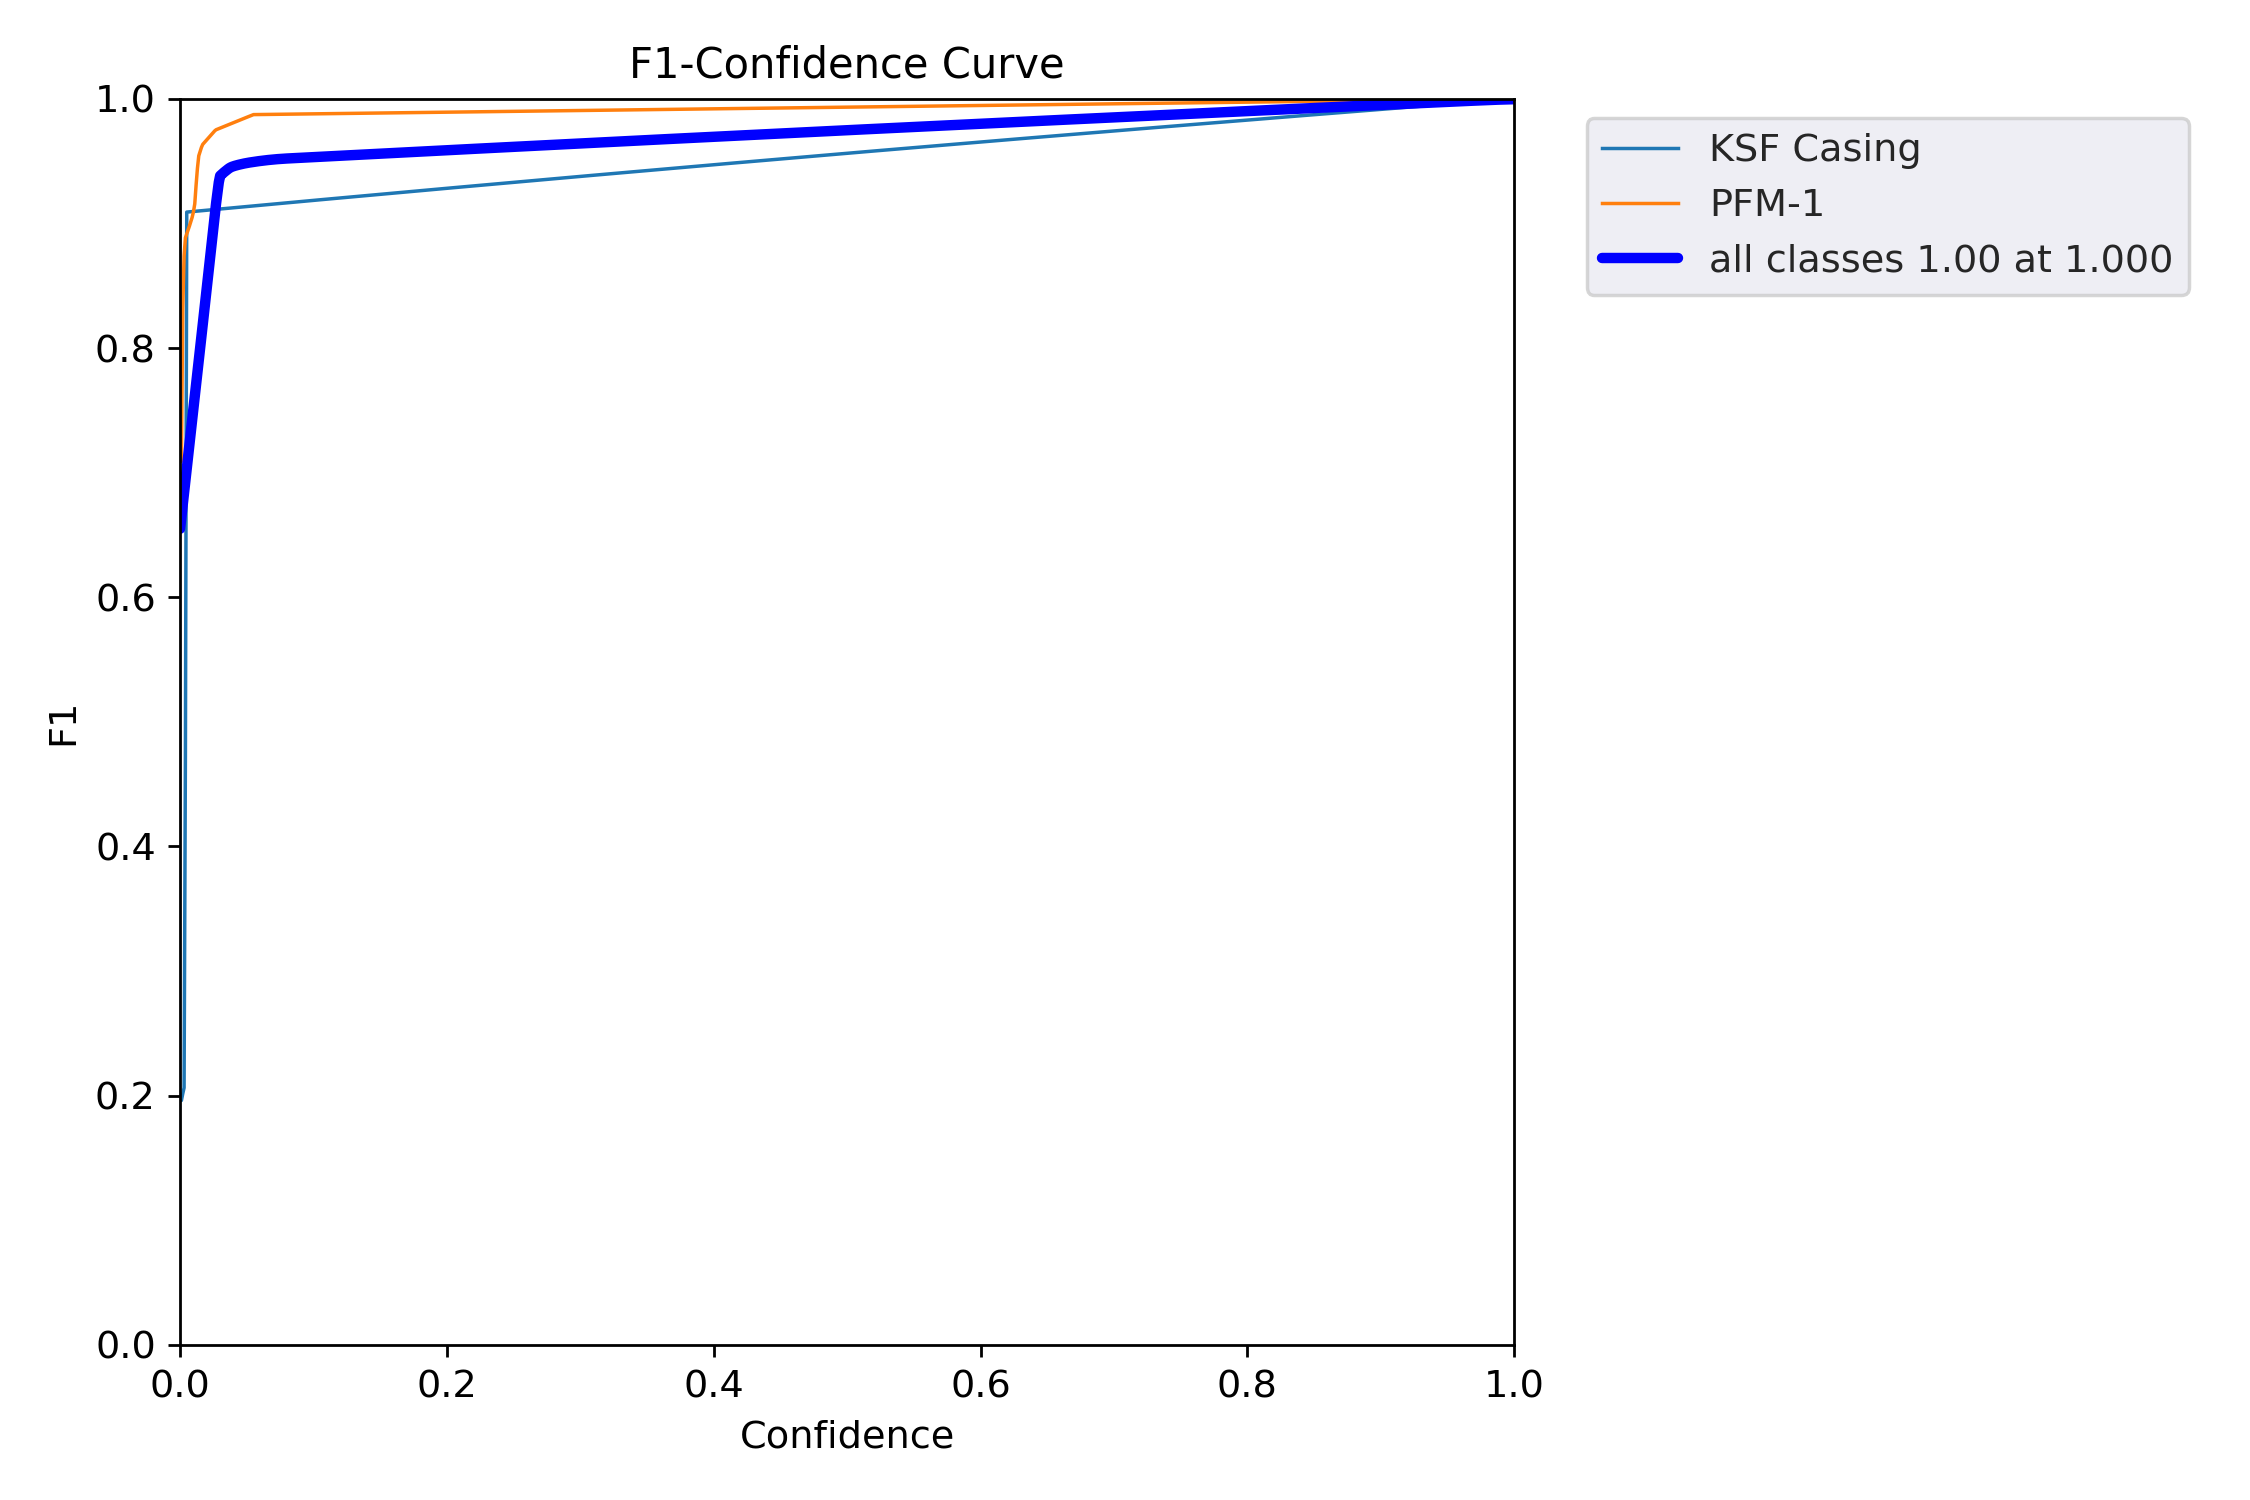 F1-Confidence Curve
1.0
0.8
0.6
0.4
0.2
0.0
F1
0.0 0.2 0.4 0.6 0.8 1.0
Confidence
KSF Casing
PFM-1
all classes 1.00 at 1.000